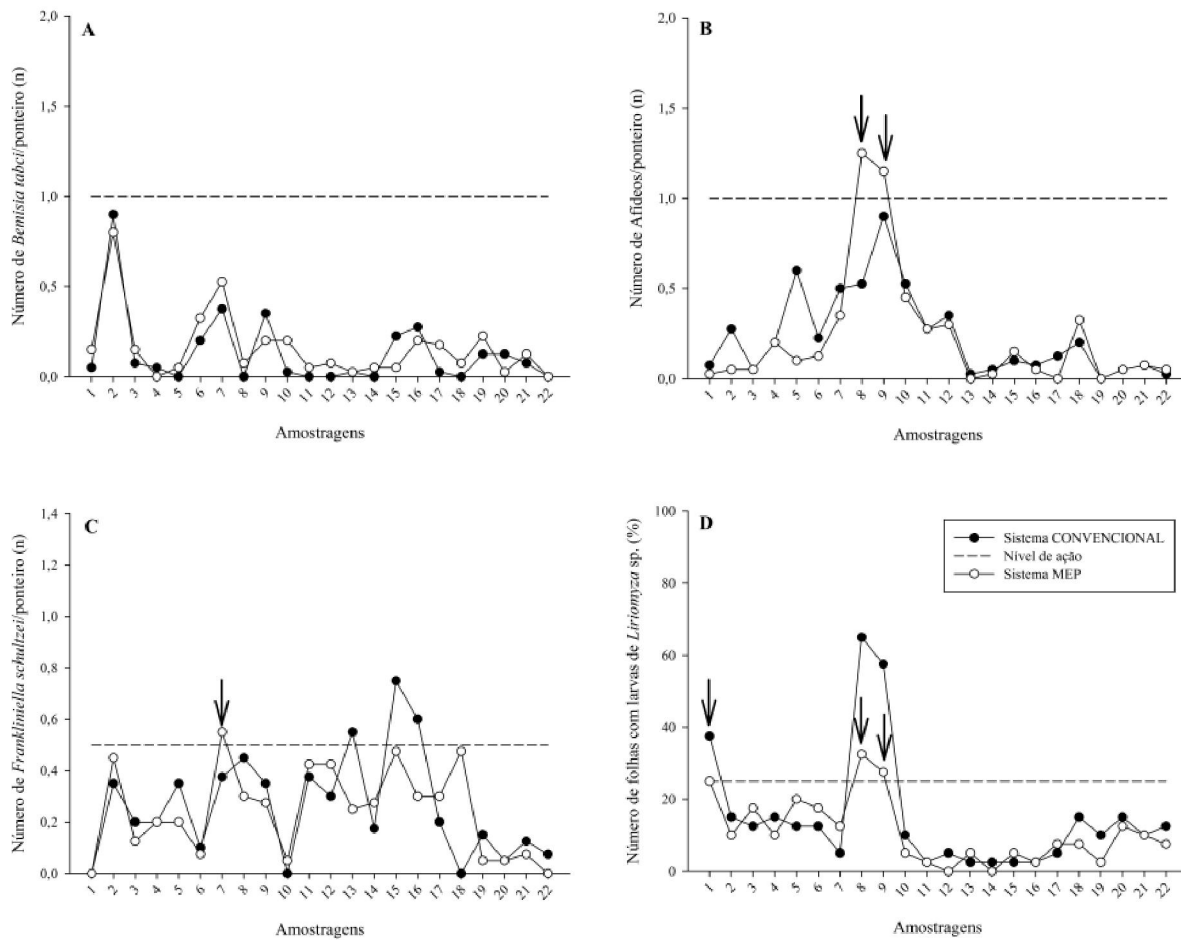 A
Número de Bemisia tabci/ponteiro (n)
2,0
1,5
1,0
0,5
0,0
1 2 3 4 5 6 7 8 9 10 11 12 13 14 15 16 17 18 19 20 21 22
Amostragens
B
Número de Afídeos/ponteiro (n)
2,0
1,5
1,0
0,5
0,0
1 2 3 4 5 6 7 8 9 10 11 12 13 14 15 16 17 18 19 20 21 22
Amostragens
C
Número de Frankliniella schultzei/ponteiro (n)
1,4
1,2
1,0
0,8
0,6
0,4
0,2
0,0
1 2 3 4 5 6 7 8 9 10 11 12 13 14 15 16 17 18 19 20 21 22
Amostragens
D
Número de folhas com larvas de Liriomyza sp. (%)
100
80
60
40
20
0
Sistema CONVENCIONAL
Nível de ação
Sistema MEP
1 2 3 4 5 6 7 8 9 10 11 12 13 14 15 16 17 18 19 20 21 22
Amostragens